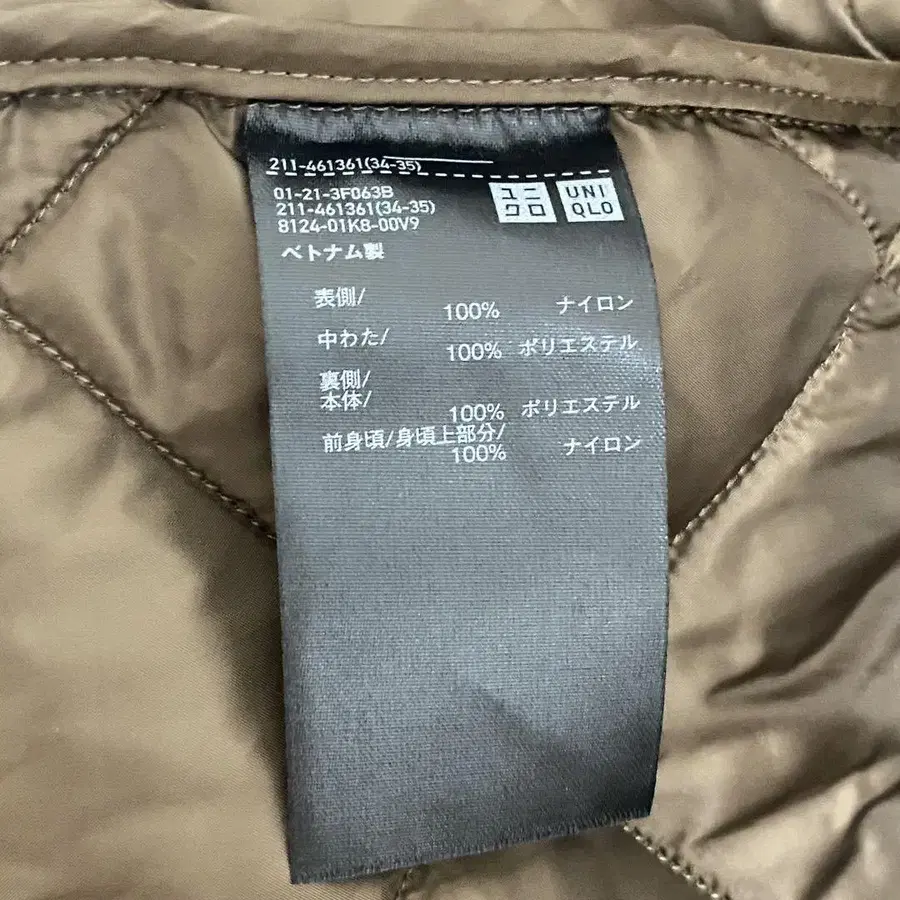 211-461361(34-35)
01-21-3F063B
211-461361(34-35)
8124-01K8-00V9
ユニ
クロ
UNI
QLO
ベトナム製
表側/
100% ナイロン
中わた/
100% ポリエステル
裏側/
本体/
100% ポリエステル
前身頃/身頃上部分/
100% ナイロン